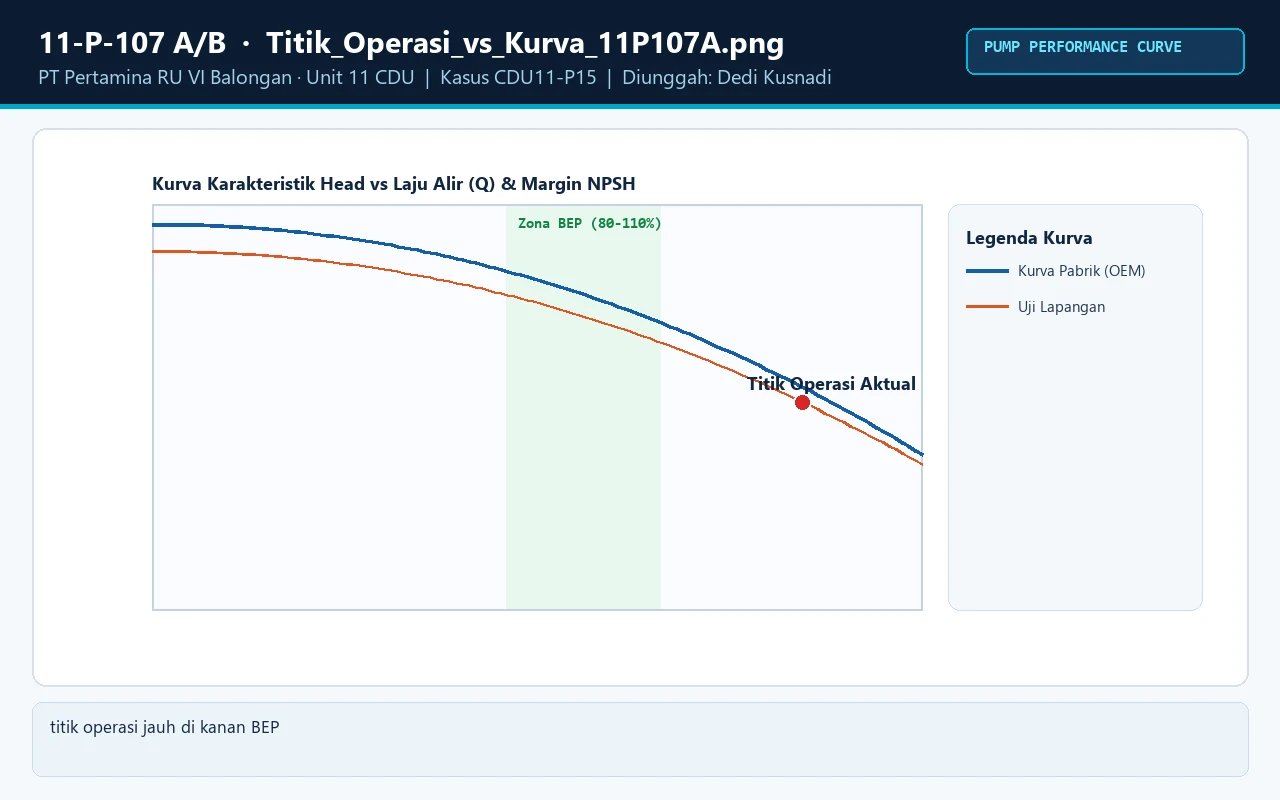 11-P-107 A/B · Titik_Operasi_vs_Kurva_11P107A.png
PUMP PERFORMANCE CURVE
PT Pertamina RU VI Balongan · Unit 11 CDU | Kasus CDU11-P15 | Diunggah: Dedi Kusnadi
Kurva Karakteristik Head vs Laju Alir (Q) & Margin NPSH
Zona BEP (80-110%)
Titik Operasi Aktual
Legenda Kurva
Kurva Pabrik (OEM)
Uji Lapangan
titik operasi jauh di kanan BEP